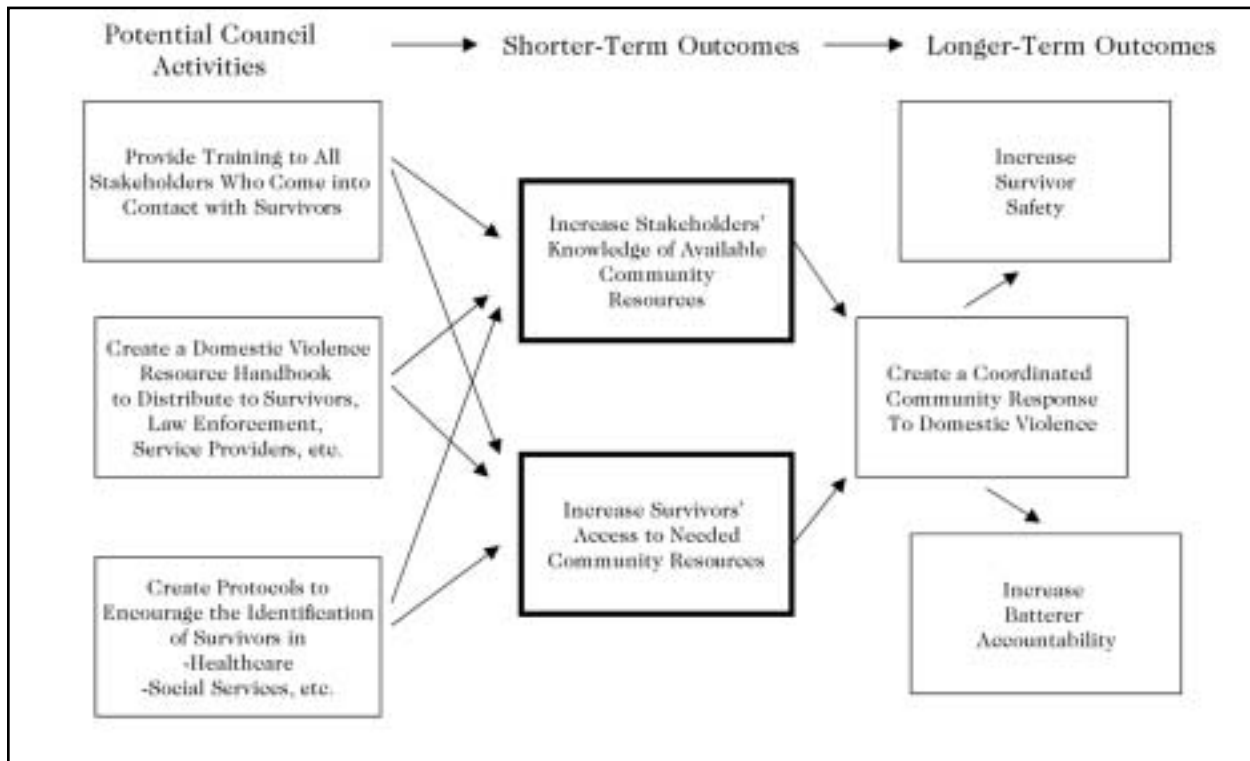 Potential Council
Activities
Shorter-Term Outcomes
Longer-Term Outcomes
Provide Training to All
Stakeholders Who Come into
Contact with Survivors
Create a Domestic Violence
Resource Handbook
to Distribute to Survivors,
Law Enforcement,
Service Providers, etc.
Create Protocols to
Encourage the Identification
of Survivors in
-Healthcare
-Social Services, etc.
Increase Stakeholders'
Knowledge of Available
Community
Resources
Increase Survivors'
Access to Needed
Community Resources
Increase
Survivor
Safety
Create a Coordinated
Community Response
To Domestic Violence
Increase
Batterer
Accountability